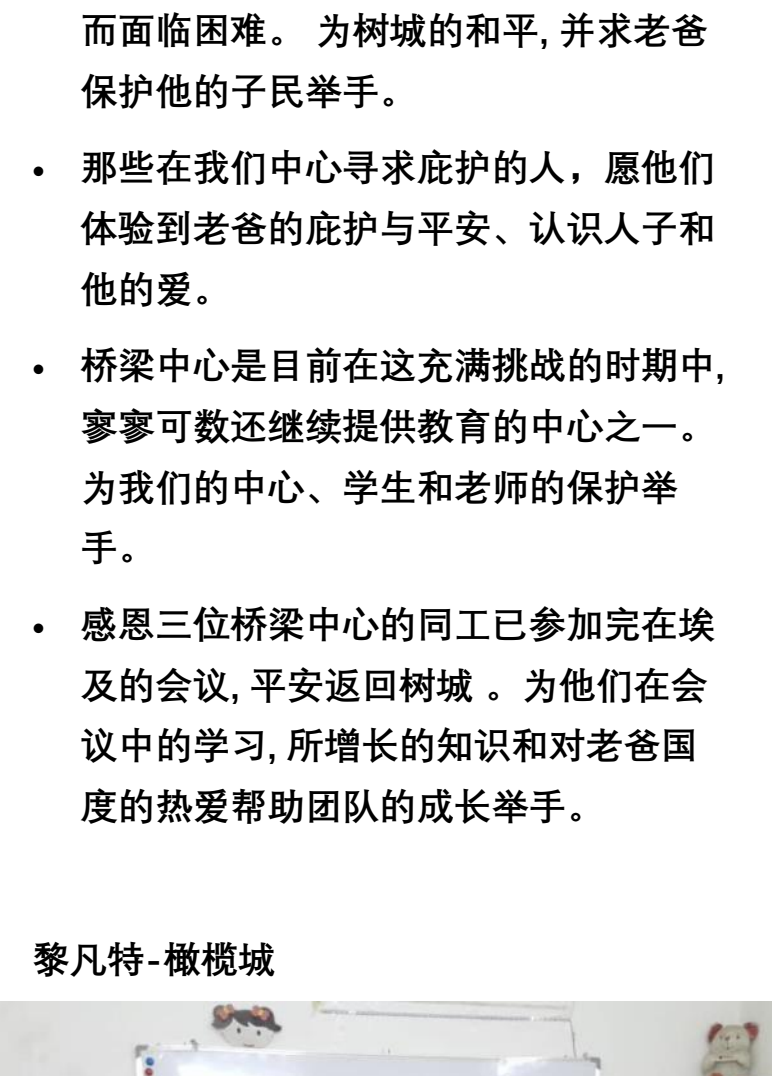 而面临困难。 为树城的和平, 并求老爸
保护他的子民举手。
• 那些在我们中心寻求庇护的人，愿他们
体验到老爸的庇护与平安、认识人子和
他的爱。
• 桥梁中心是目前在这充满挑战的时期中,
寥寥可数还继续提供教育的中心之一。
为我们的中心、学生和老师的保护举
手。
• 感恩三位桥梁中心的同工已参加完在埃
及的会议, 平安返回树城 。为他们在会
议中的学习, 所增长的知识和对老爸国
度的热爱帮助团队的成长举手。
黎凡特-橄榄城